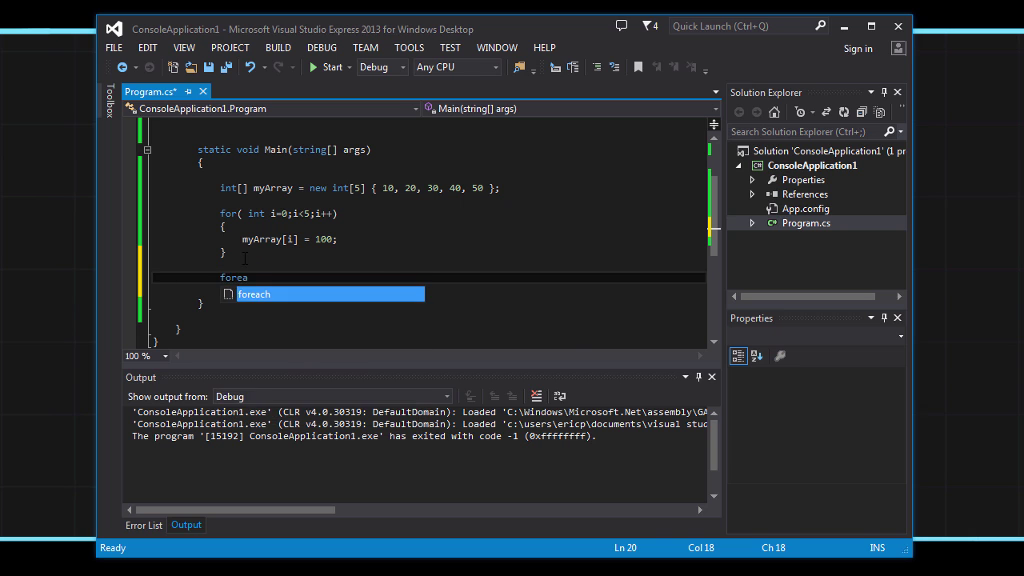 ConsoleApplication1 - Microsoft Visual Studio Express 2013 for Windows Desktop
4
Quick Launch (Ctrl+Q)
FILE EDIT VIEW PROJECT BUILD DEBUG TEAM TOOLS TEST WINDOW HELP
Sign in
Start Debug Any CPU
Toolbox
Program.cs*
ConsoleApplication1.Program
Main(string[] args)
static void Main(string[] args)
{
int[] myArray = new int[5] { 10, 20, 30, 40, 50 };
for( int i=0;i<5;i++)
{
myArray[i] = 100;
}
forea
foreach
}
}
}
100 %
Solution Explorer
Search Solution Explorer (Ctrl+;)
Solution 'ConsoleApplication1' (1 pr
ConsoleApplication1
Properties
References
App.config
Program.cs
Properties
Output
Show output from: Debug
'ConsoleApplication1.exe' (CLR v4.0.30319: DefaultDomain): Loaded 'C:\Windows\Microsoft.Net\assembly\GA
'ConsoleApplication1.exe' (CLR v4.0.30319: DefaultDomain): Loaded 'c:\users\ericp\documents\visual stud
The program '[15192] ConsoleApplication1.exe' has exited with code -1 (0xffffffff).
Error List Output
Ready Ln 20 Col 18 Ch 18 INS